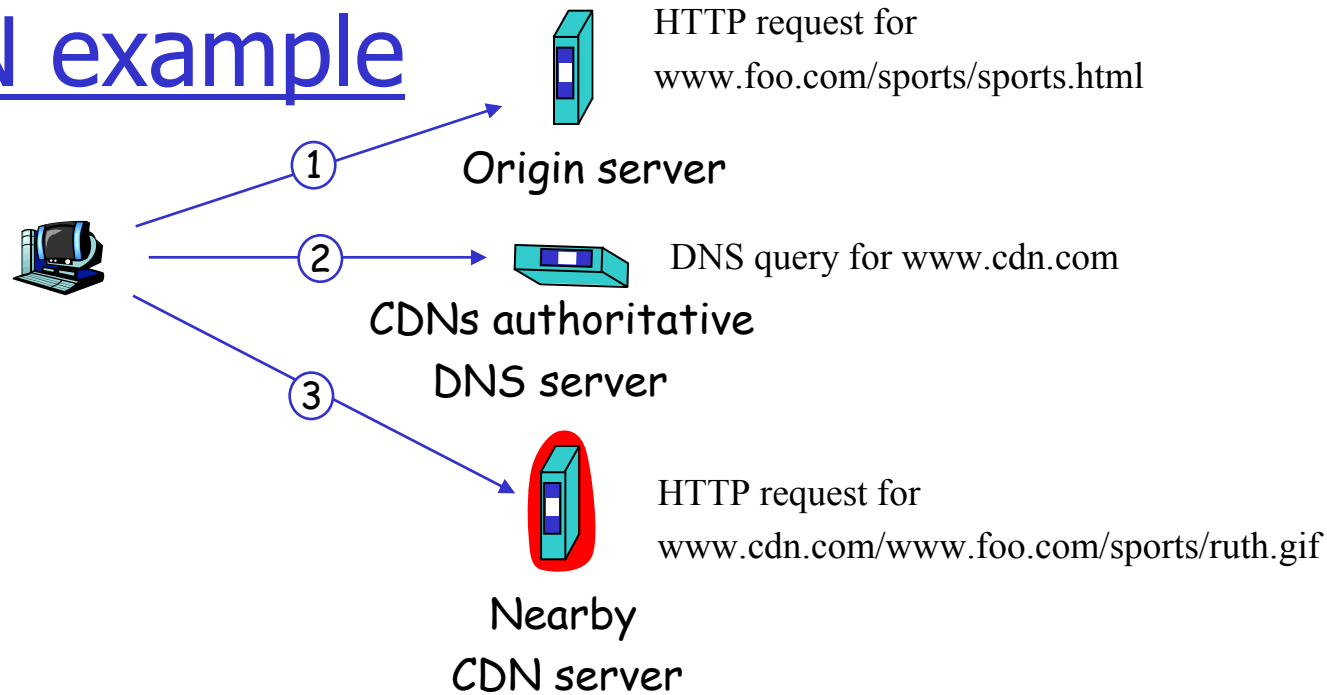 N example
HTTP request for
www.foo.com/sports/sports.html
1
Origin server
2
DNS query for www.cdn.com
CDNs authoritative
DNS server
3
HTTP request for
www.cdn.com/www.foo.com/sports/ruth.gif
Nearby
CDN server